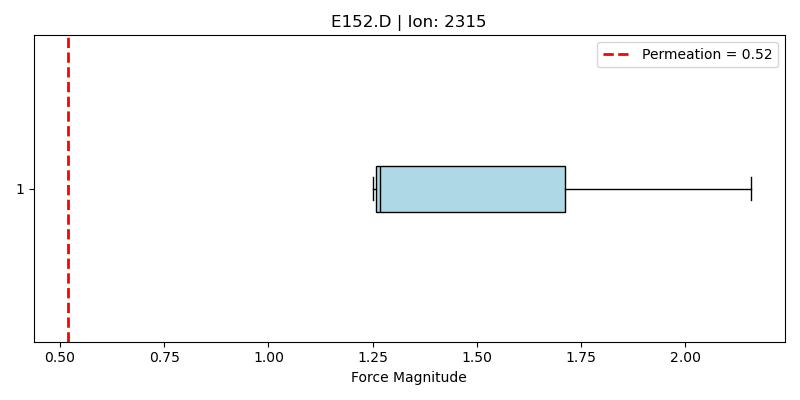 E152.D | Ion: 2315
Permeation = 0.52
1
0.50 0.75 1.00 1.25 1.50 1.75 2.00
Force Magnitude